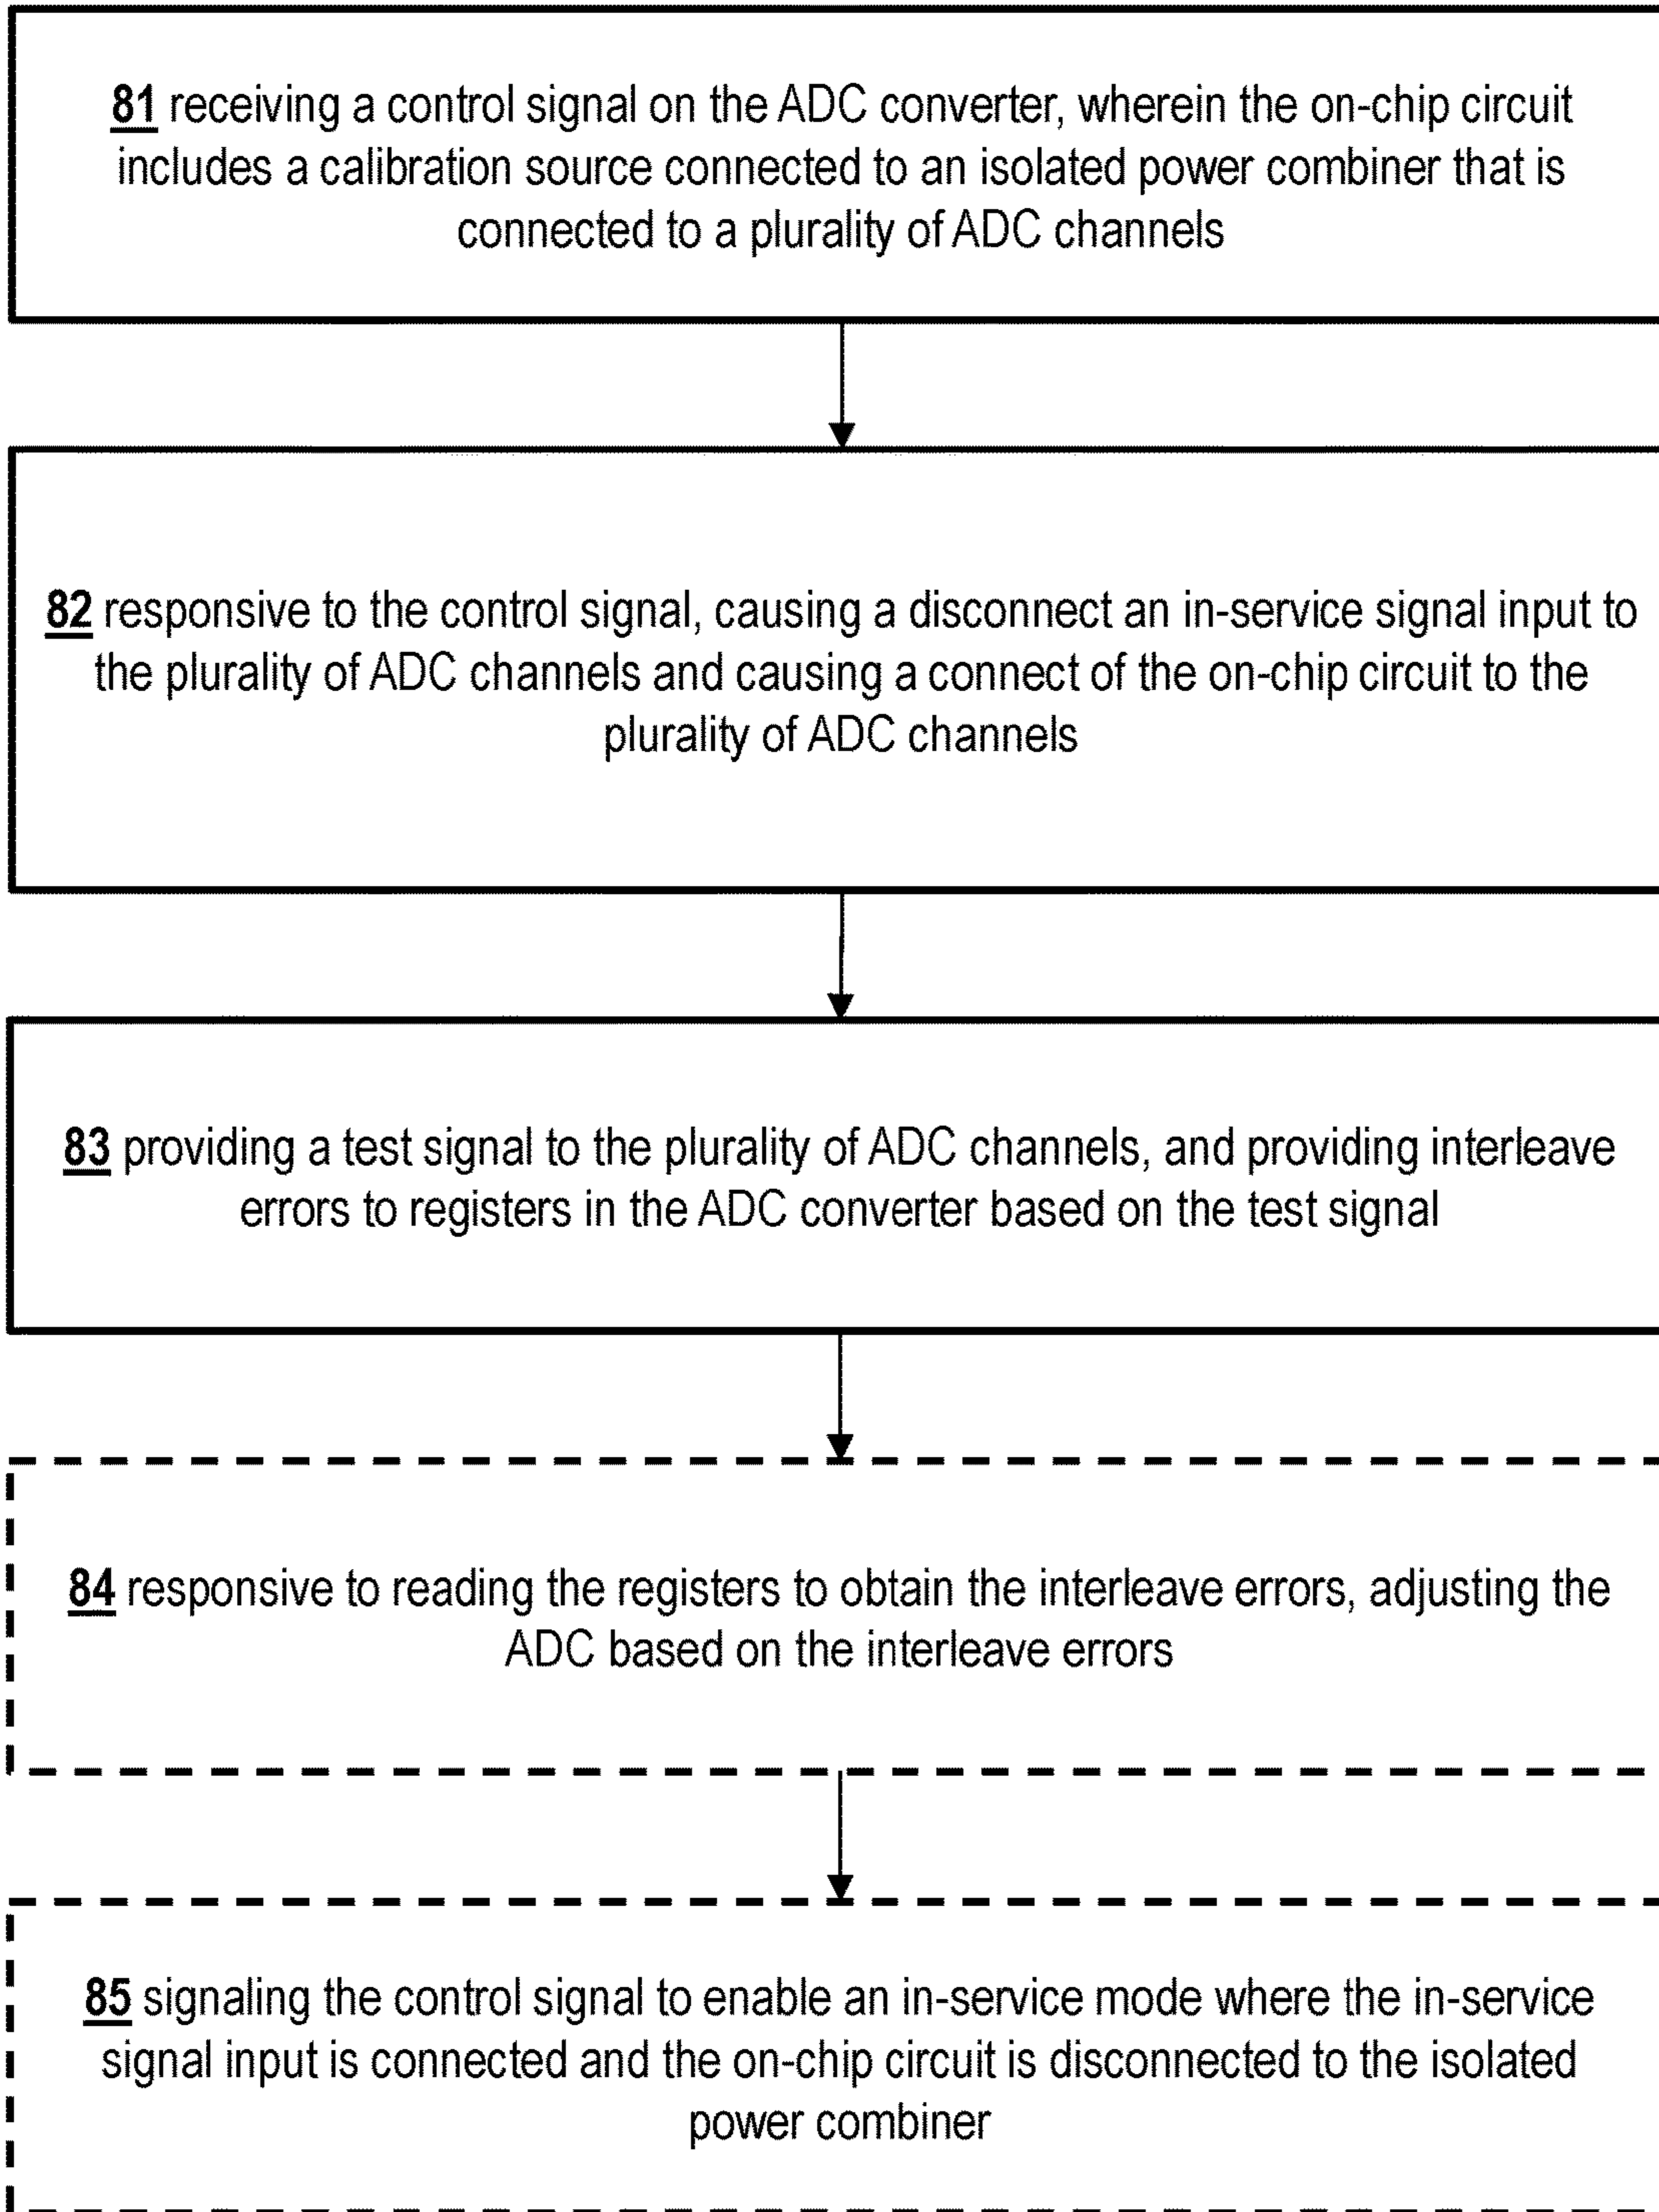 81 receiving a control signal on the ADC converter, wherein the on-chip circuit
includes a calibration source connected to an isolated power combiner that is
connected to a plurality of ADC channels
82 responsive to the control signal, causing a disconnect an in-service signal input to
the plurality of ADC channels and causing a connect of the on-chip circuit to the
plurality of ADC channels
83 providing a test signal to the plurality of ADC channels, and providing interleave
errors to registers in the ADC converter based on the test signal
84 responsive to reading the registers to obtain the interleave errors, adjusting the
ADC based on the interleave errors
85 signaling the control signal to enable an in-service mode where the in-service
signal input is connected and the on-chip circuit is disconnected to the isolated
power combiner